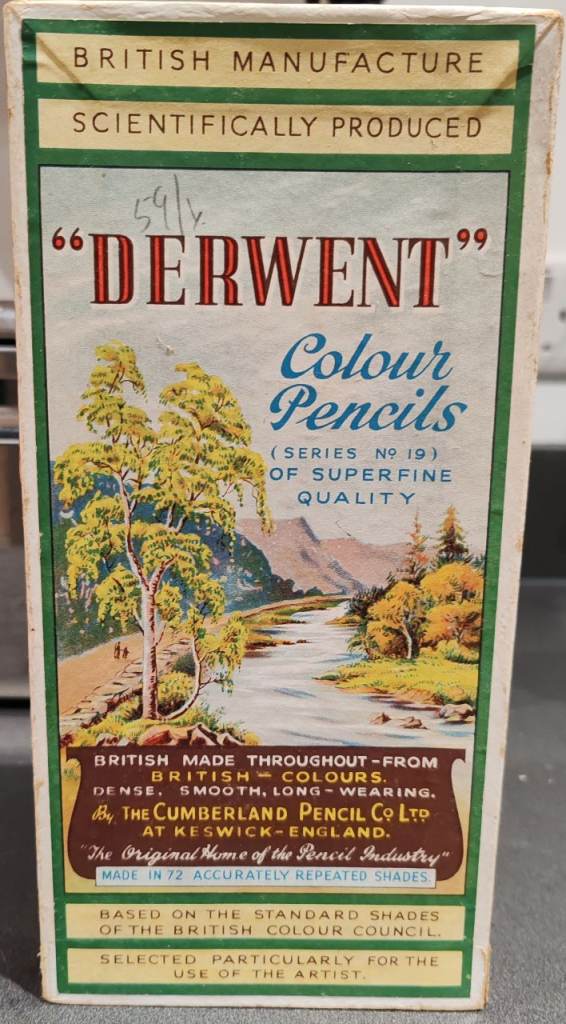 BRITISH MANUFACTURE
SCIENTIFICALLY PRODUCED
"DERWENT"
Colour
Pencils
(SERIES Nº 19)
OF SUPERFINE
QUALITY
BRITISH MADE THROUGHOUT-FROM
BRITISH - COLOURS.
DENSE, SMOOTH, LONG-WEARING.
By THE CUMBERLAND PENCIL Cº LTD
AT KESWICK-ENGLAND.
"The Original Home of the Pencil Industry"
MADE IN 72 ACCURATELY REPEATED SHADES.
BASED ON THE STANDARD SHADES
OF THE BRITISH COLOUR COUNCIL.
SELECTED PARTICULARLY FOR THE
USE OF THE ARTIST.